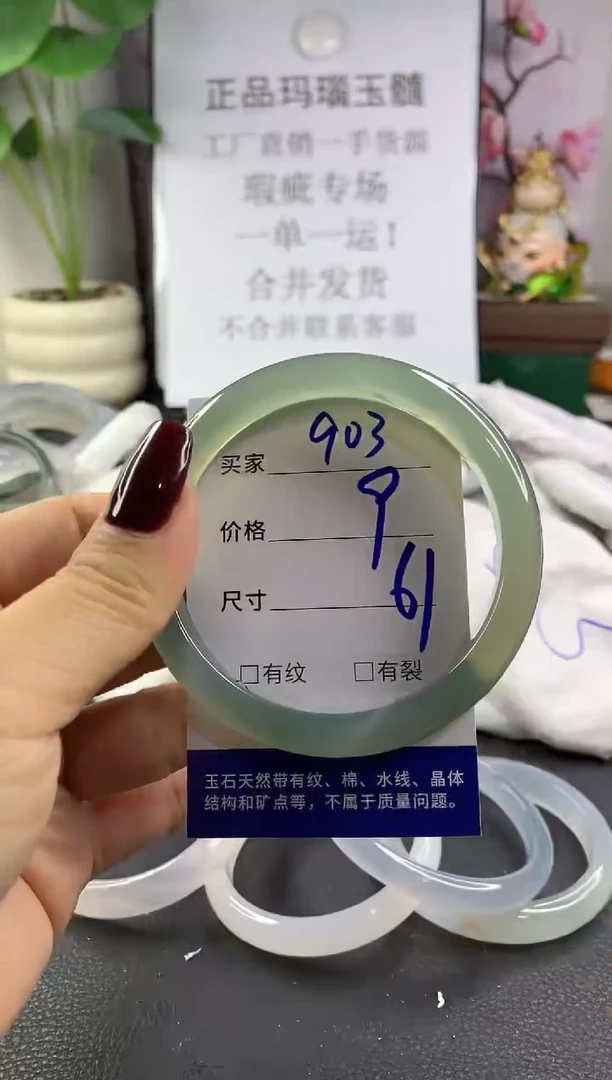 正品玛瑙玉髓
工厂直销一手货源
瑕疵专场
一单一运！
合并发货
不合并联系客服
买家 903
价格 9
尺寸 61
□有纹 □有裂
玉石天然带有纹、棉、水线、晶体
结构和矿点等，不属于质量问题。